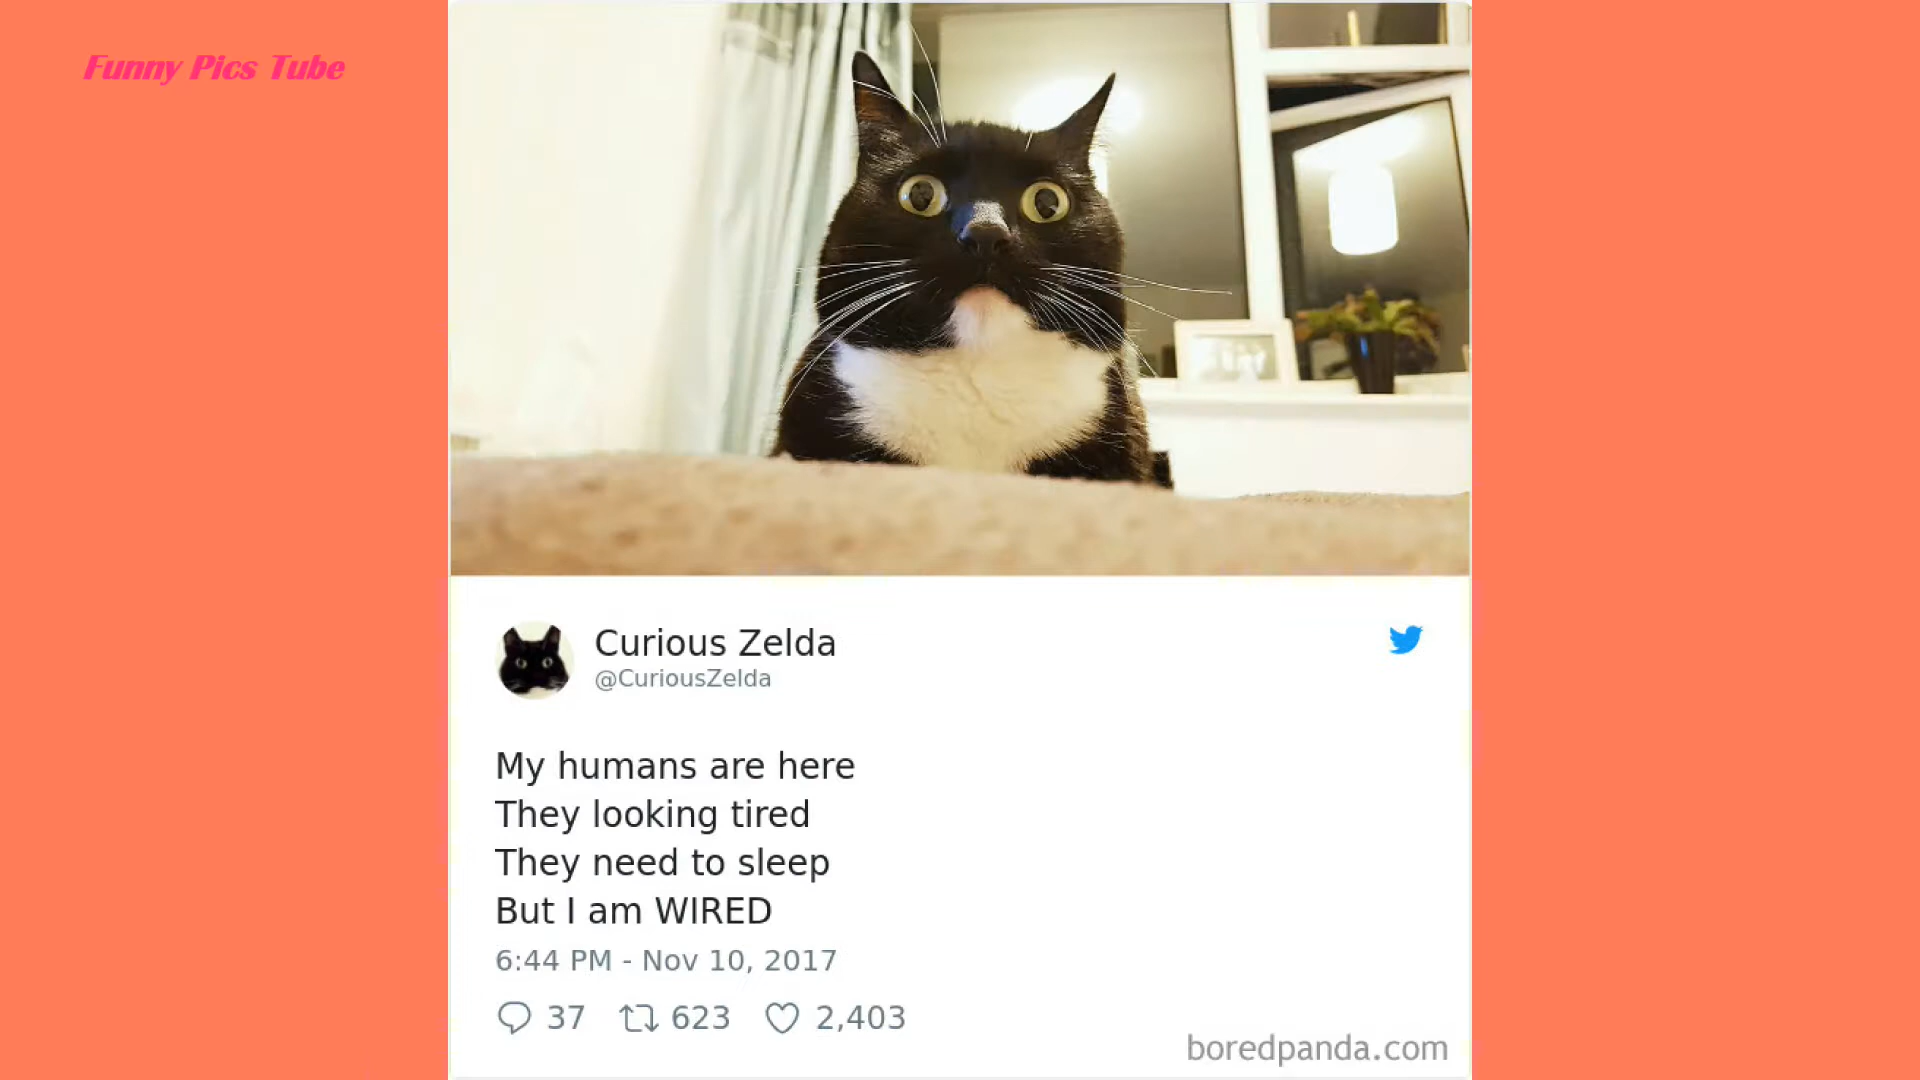 Funny Pics Tube
Curious Zelda
@CuriousZelda
My humans are here
They looking tired
They need to sleep
But I am WIRED
6:44 PM - Nov 10, 2017
37 623 2,403
boredpanda.com